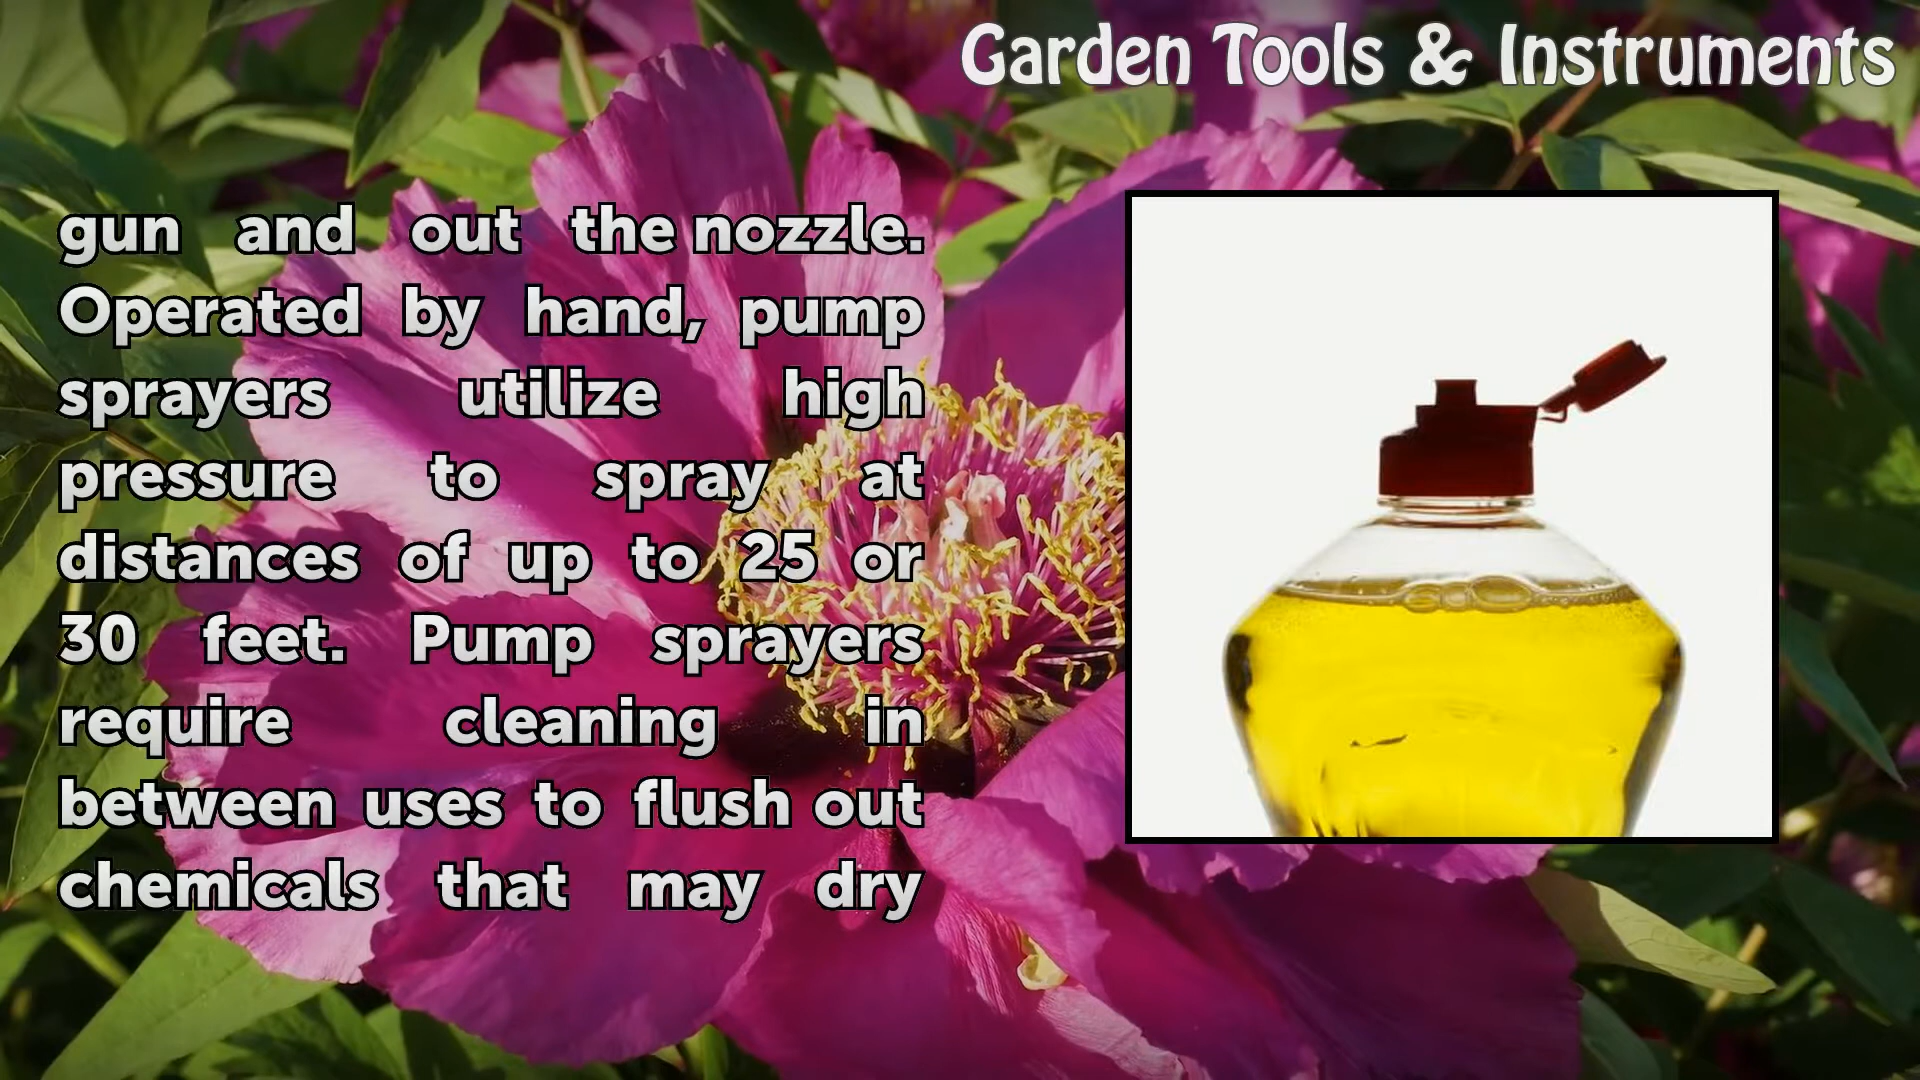 Garden Tools & Instruments
gun and out the nozzle.
Operated by hand, pump
sprayers utilize high
pressure to spray at
distances of up to 25 or
30 feet. Pump sprayers
require cleaning in
between uses to flush out
chemicals that may dry